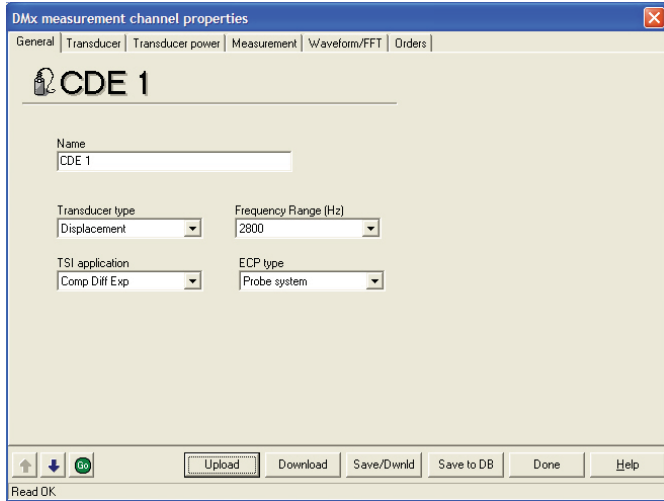 DMx measurement channel properties
General Transducer Transducer power Measurement Waveform/FFT Orders
CDE 1
Name
CDE 1
Transducer type Frequency Range (Hz)
Displacement 2800
TSI application ECP type
Comp Diff Exp Probe system
Go Upload Download Save/Dwnld Save to DB Done Help
Read OK